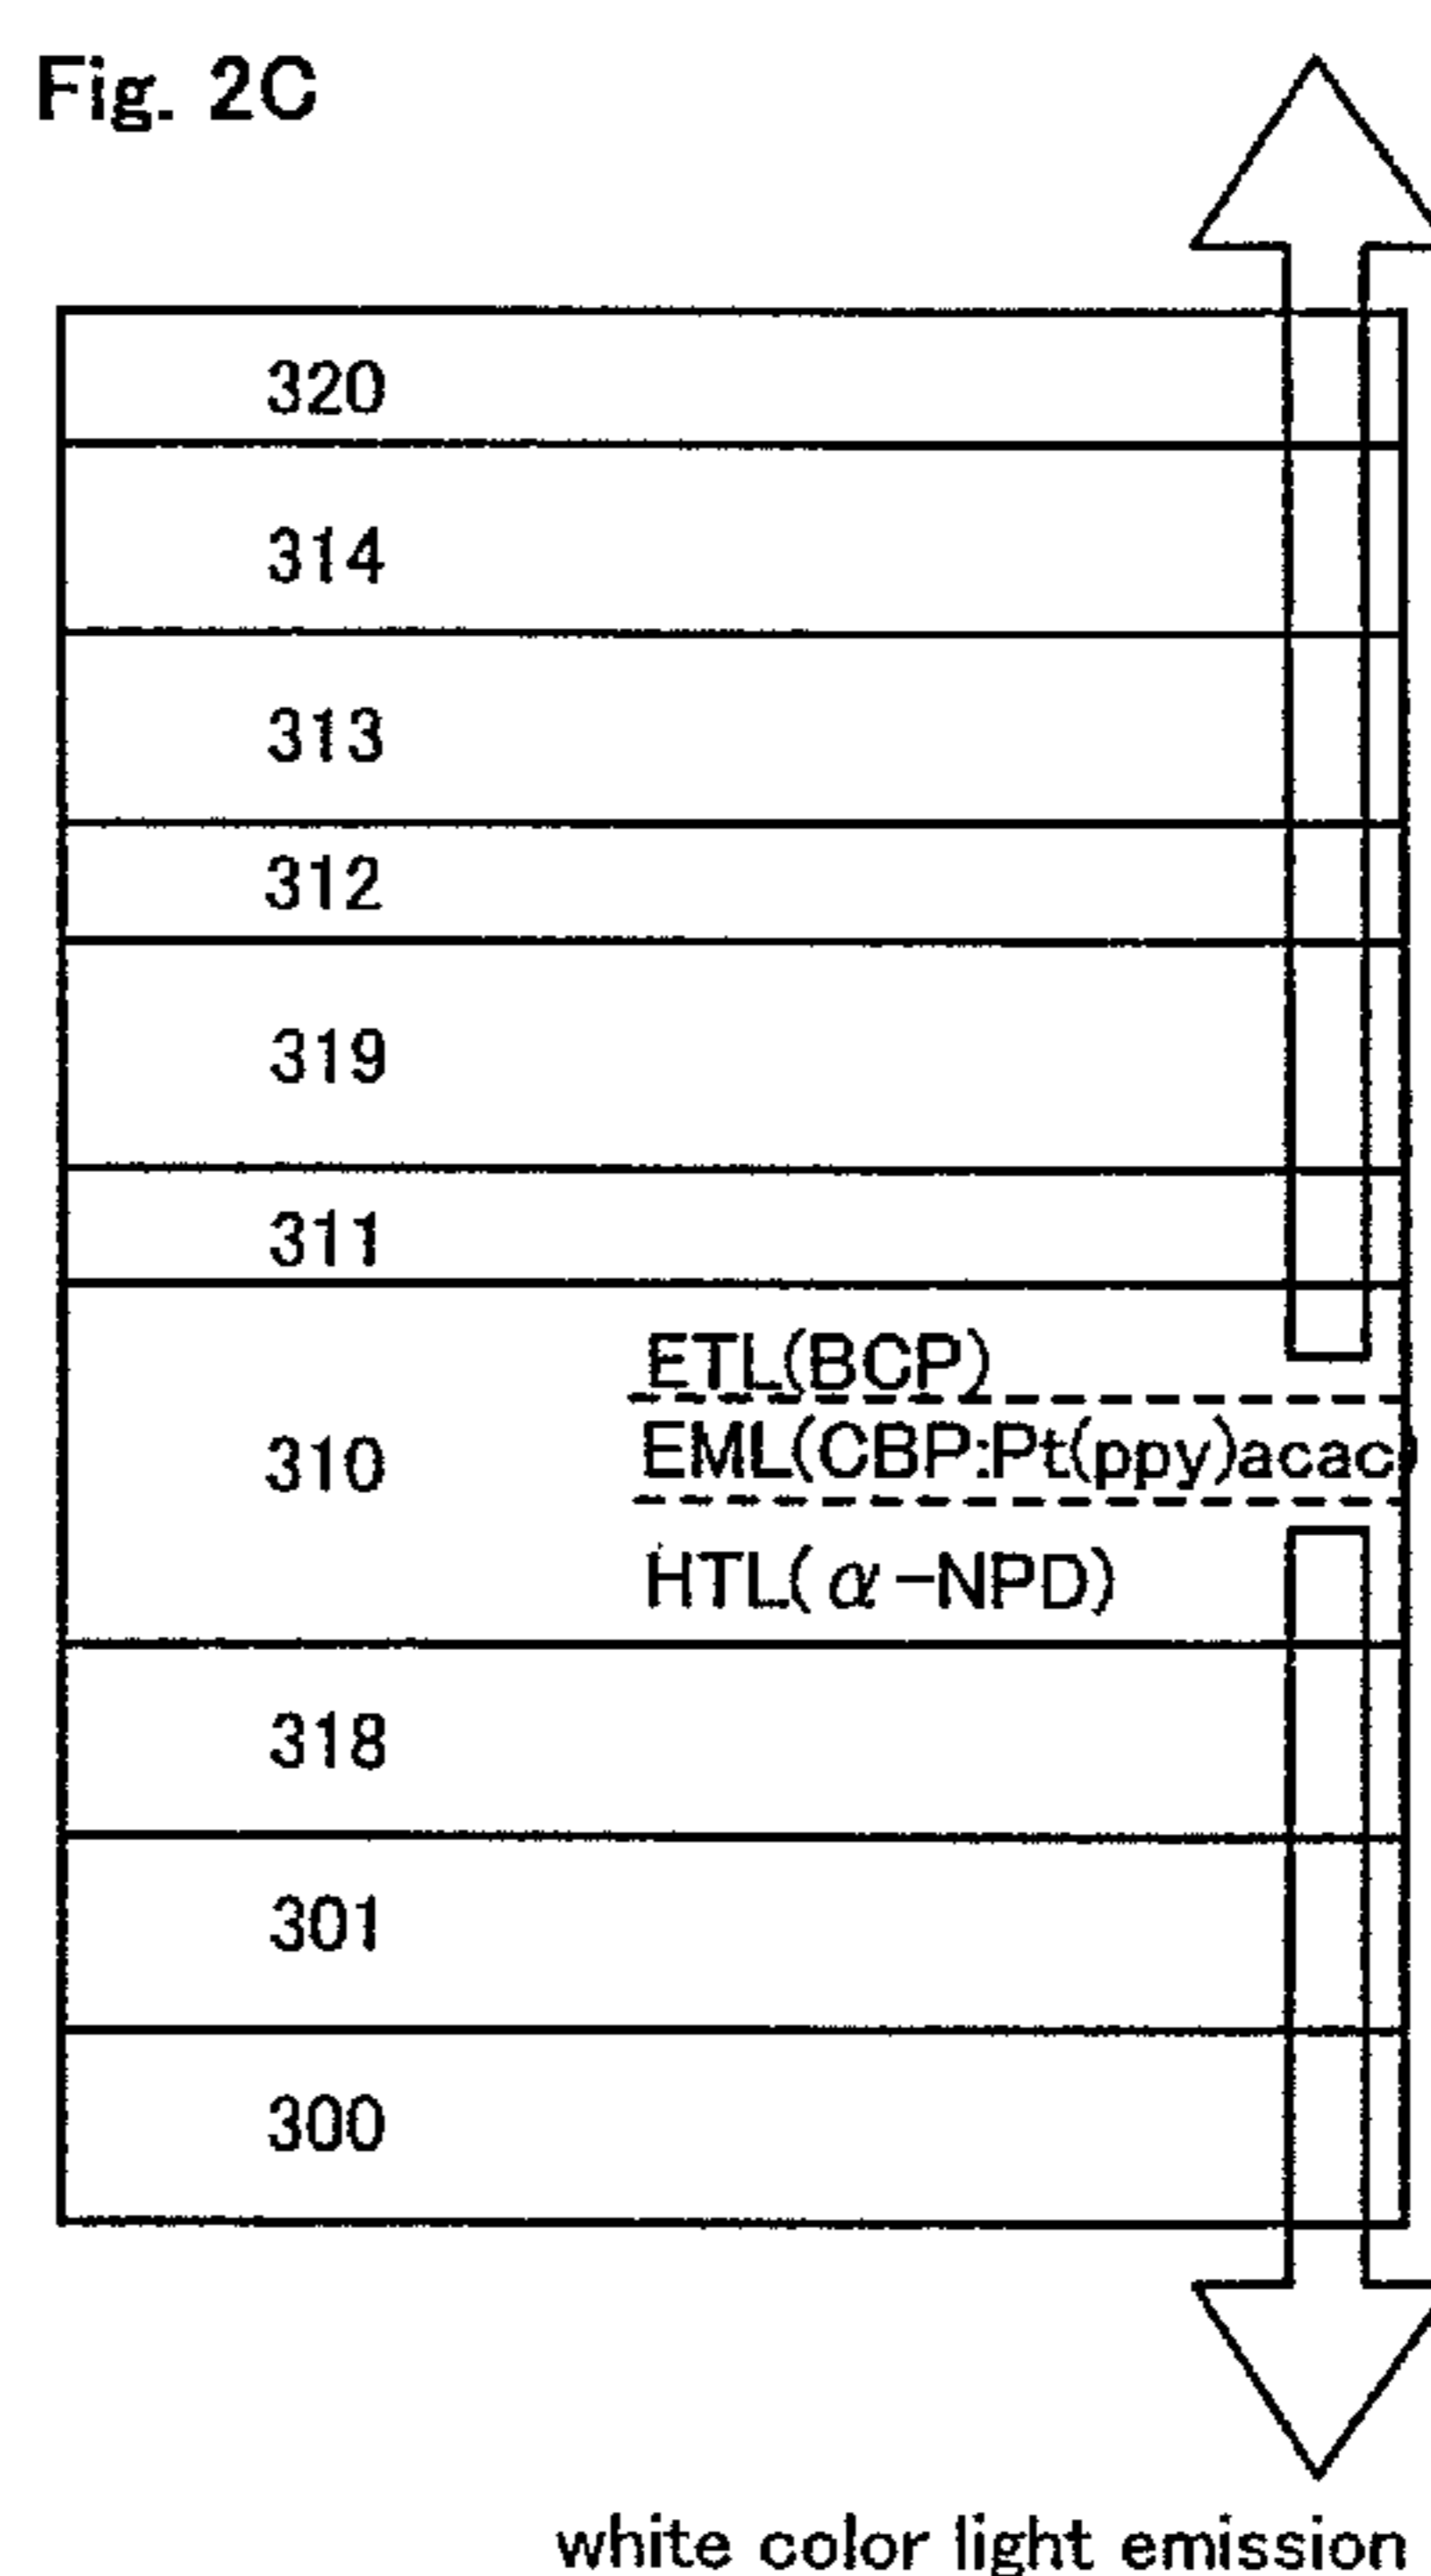 Fig. 2C
320
314
313
312
319
311
ETL(BCP)
310
EML(CBP:Pt(ppy)acac)
HTL(α-NPD)
318
301
300
white color light emission